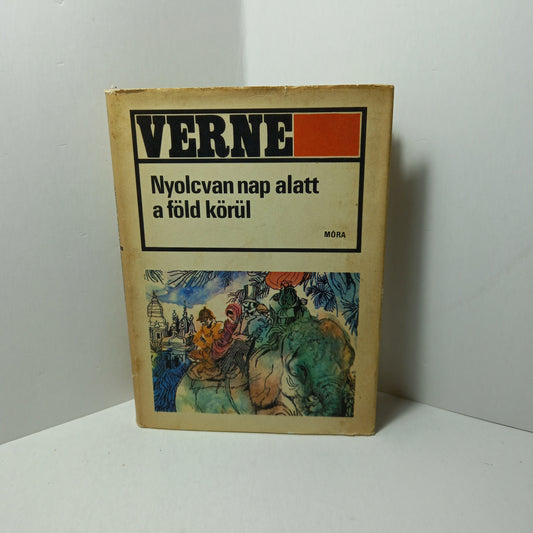 VERNE
Nyolcvan nap alatt
a föld körül
MÓRA